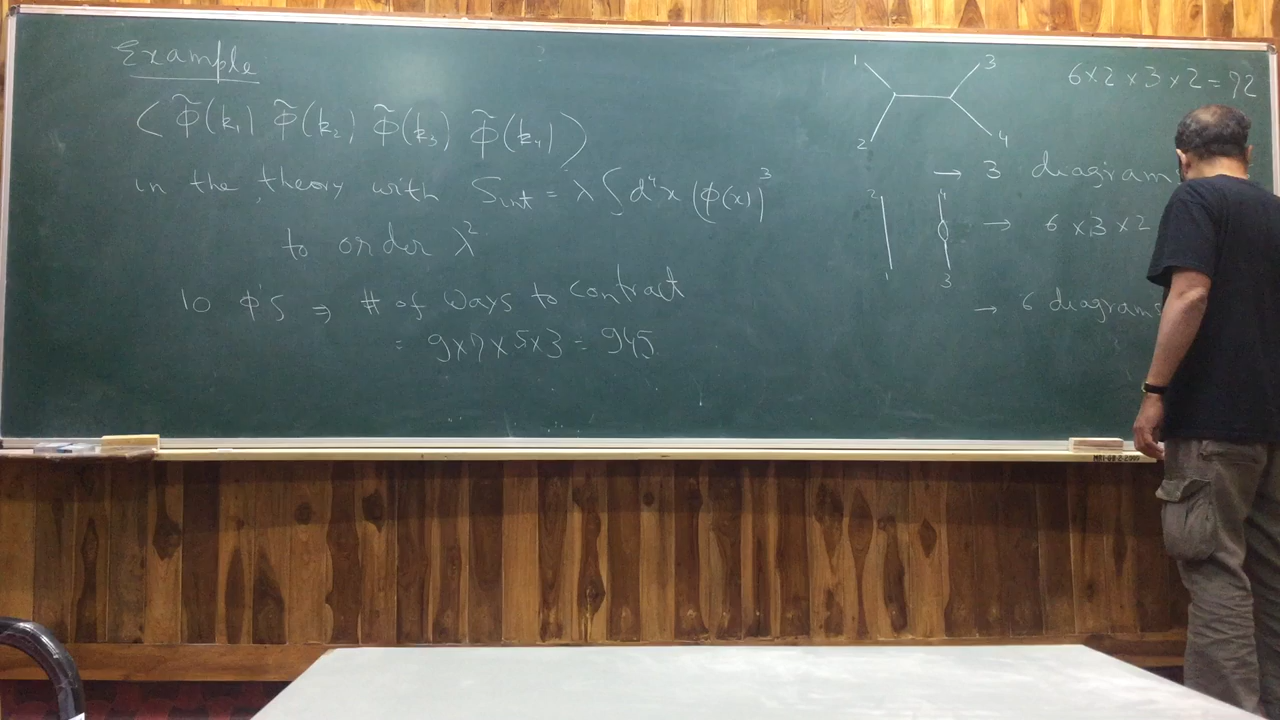 Example
⟨ φ̃(k₁) φ̃(k₂) φ̃(k₃) φ̃(k₄) ⟩
in the theory with S_int = λ ∫ d⁴x (φ(x))³
to order λ²
10 φ's ⇒ # of ways to contract
= 9×7×5×3 = 945
1 3
2 4
6×2×3×2 = 72
→ 3 diagrams
2 4
1 3
→ 6×3×2
→ 6 diagrams